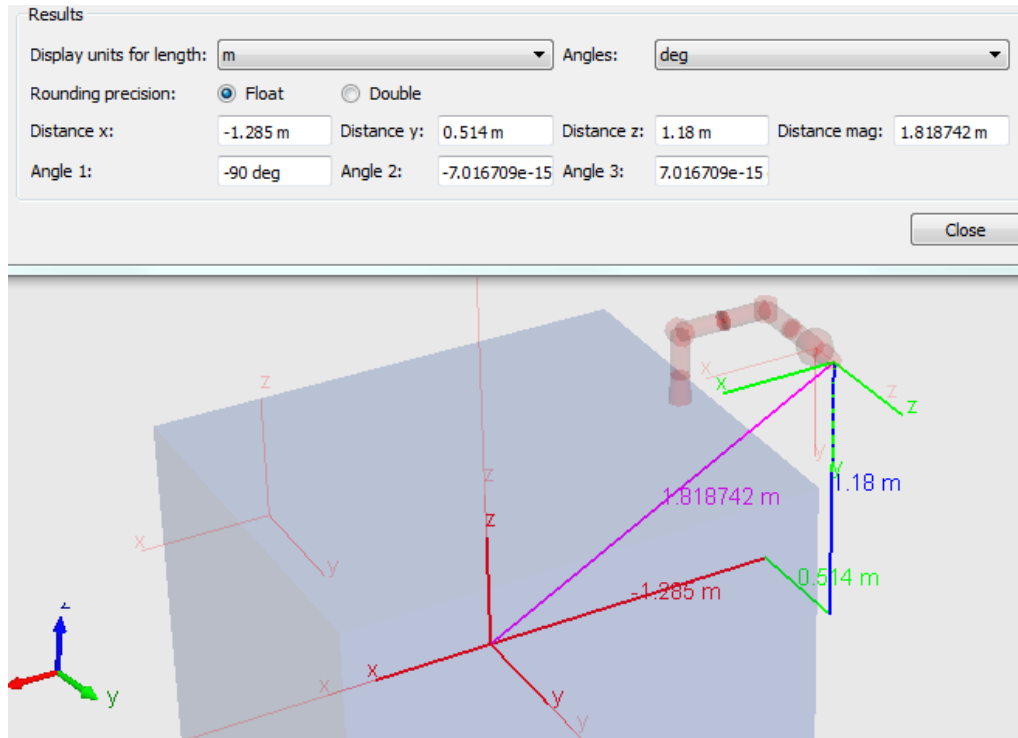 Results
Display units for length: m Angles: deg
Rounding precision: Float Double
Distance x: -1.285 m Distance y: 0.514 m Distance z: 1.18 m Distance mag: 1.818742 m
Angle 1: -90 deg Angle 2: -7.016709e-15 Angle 3: 7.016709e-15
Close
x
x
z
z
z
y
y
1.18 m
z
1.818742 m
z
x
y
0.514 m
-1.285 m
x
x
y
y
z
y